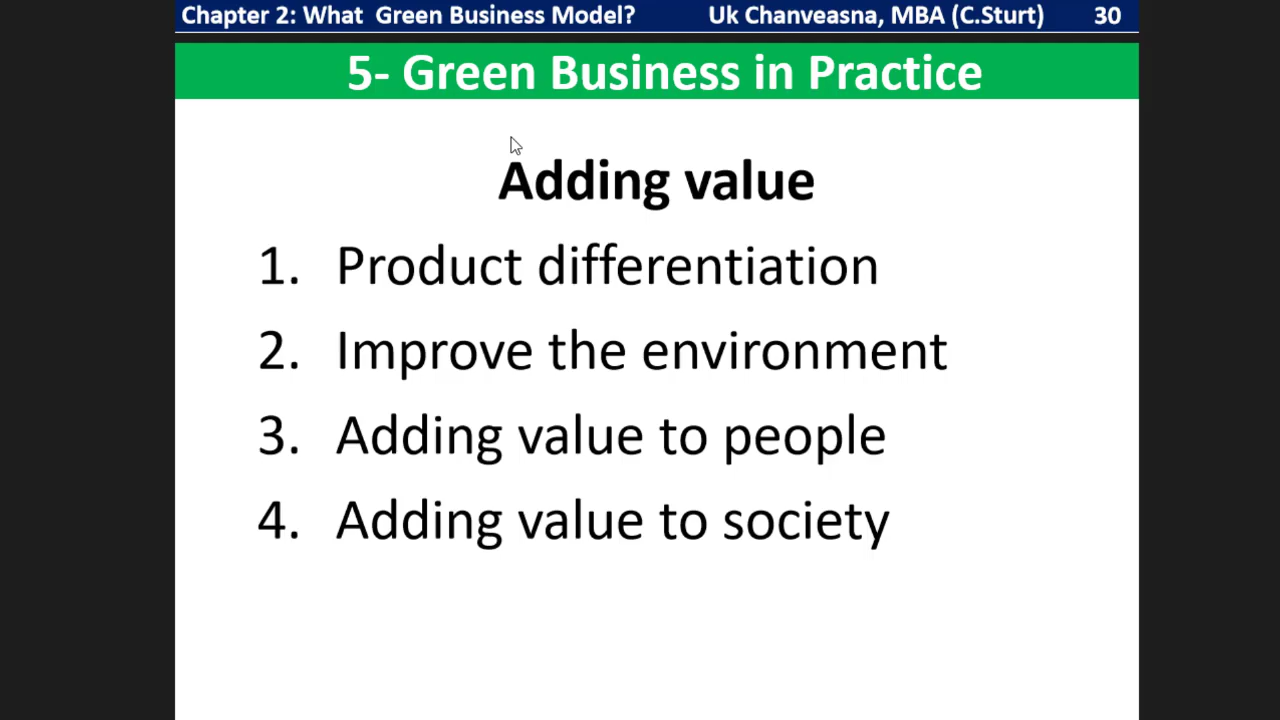 Chapter 2: What  Green Business Model? Uk Chanveasna, MBA (C.Sturt) 30
5- Green Business in Practice
Adding value
1. Product differentiation
2. Improve the environment
3. Adding value to people
4. Adding value to society